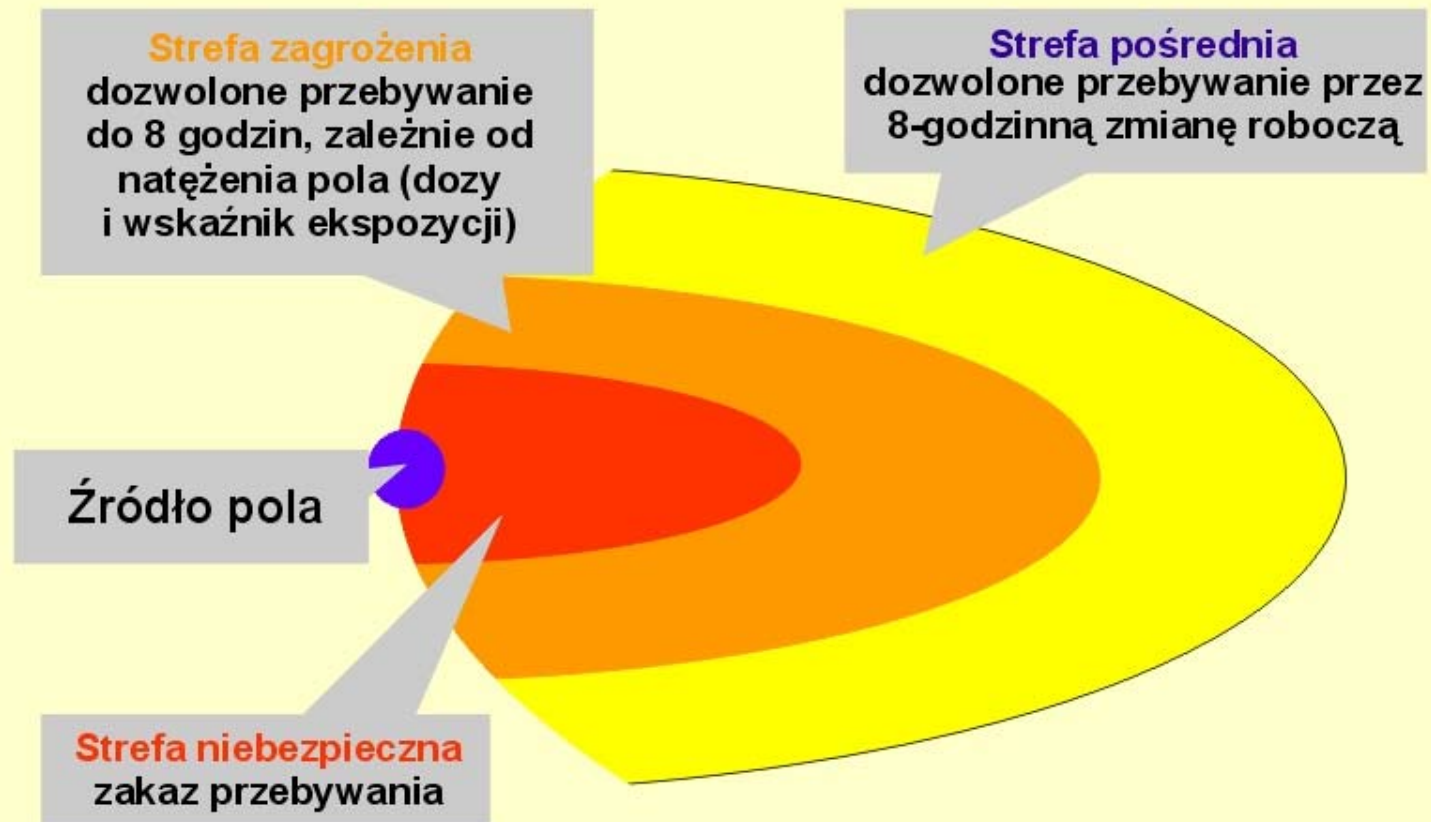 Strefa zagrożenia
dozwolone przebywanie
do 8 godzin, zależnie od
natężenia pola (dozy
i wskaźnik ekspozycji)
Strefa pośrednia
dozwolone przebywanie przez
8-godzinną zmianę roboczą
Źródło pola
Strefa niebezpieczna
zakaz przebywania